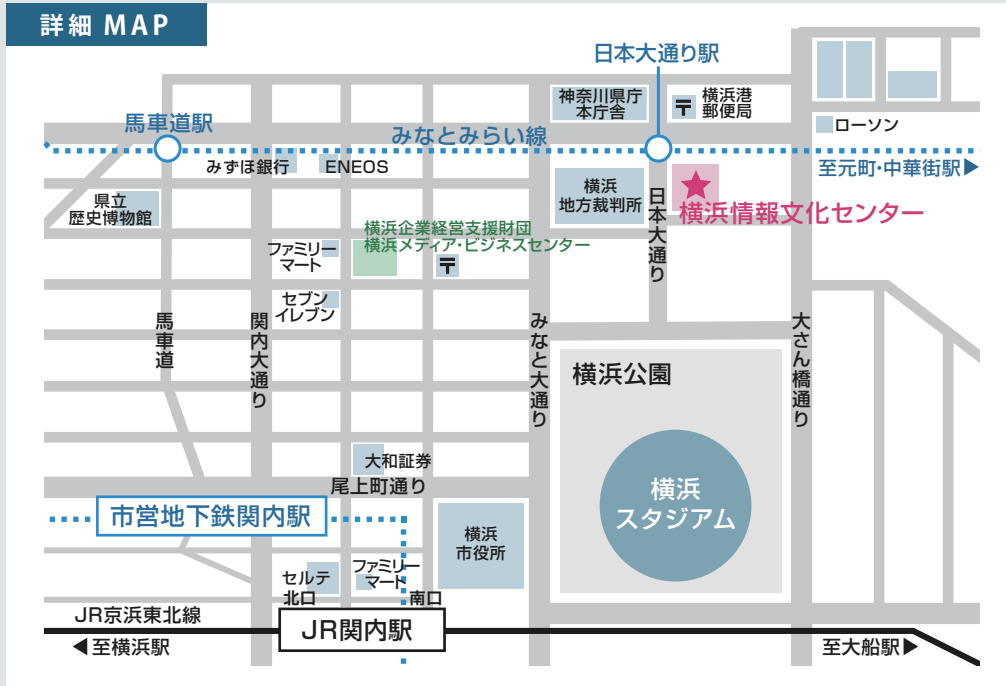 詳細 MAP
日本大通り駅
神奈川県庁
本庁舎
〒
横浜港
郵便局
馬車道駅
みなとみらい線
ローソン
みずほ銀行
ENEOS
至元町・中華街駅▶
県立
歴史博物館
横浜
地方裁判所
日本大通り
★
横浜情報文化センター
横浜企業経営支援財団
横浜メディア・ビジネスセンター
ファミリー
マート
〒
セブン
イレブン
馬車道
関内大通り
みなと大通り
大さん橋通り
横浜公園
大和証券
尾上町通り
横浜
スタジアム
市営地下鉄関内駅
横浜
市役所
セルテ
ファミリー
マート
北口
南口
JR京浜東北線
JR関内駅
◀至横浜駅
至大船駅▶